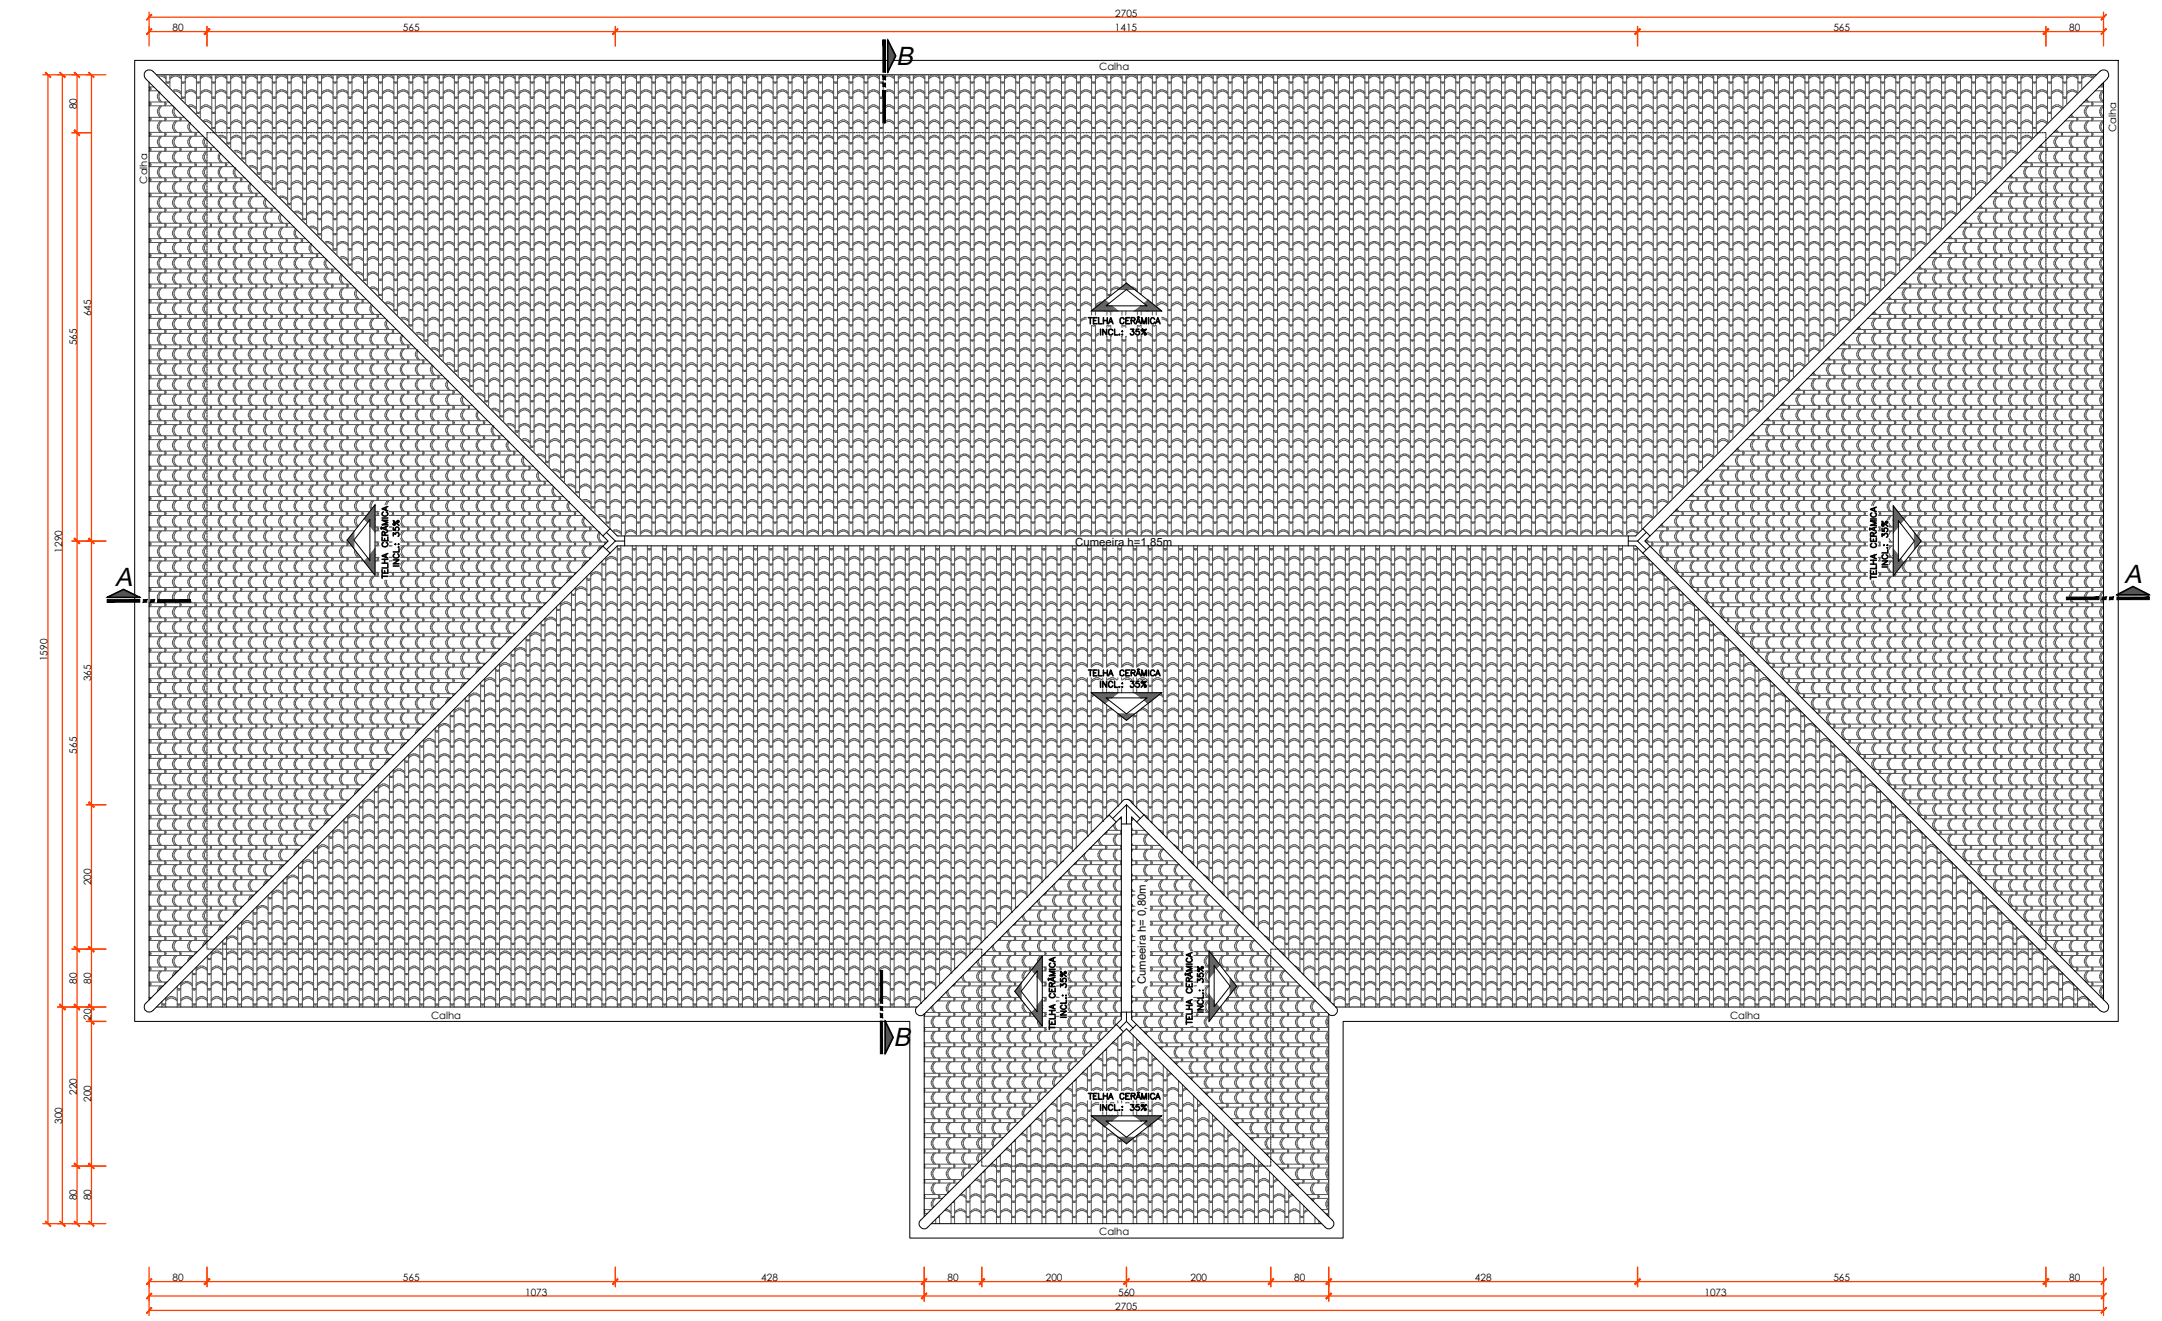 2705
80 565 1415 565 80
B
Calha
Calha
Calha
80
645
565
TELHA CERÂMICA
INCL.: 35%
TELHA CERÂMICA
INCL.: 35%
TELHA CERÂMICA
INCL.: 35%
Cumeeira h=1,85m
1290
A
A
1590
365
565
TELHA CERÂMICA
INCL.: 35%
200
Cumeeira h= 0,80m
TELHA CERÂMICA
INCL.: 35%
TELHA CERÂMICA
INCL.: 35%
80
80
20
Calha
B
Calha
220
200
300
TELHA CERÂMICA
INCL.: 35%
80
80
Calha
80 565 428 80 200 200 80 428 565 80
1073 560 1073
2705